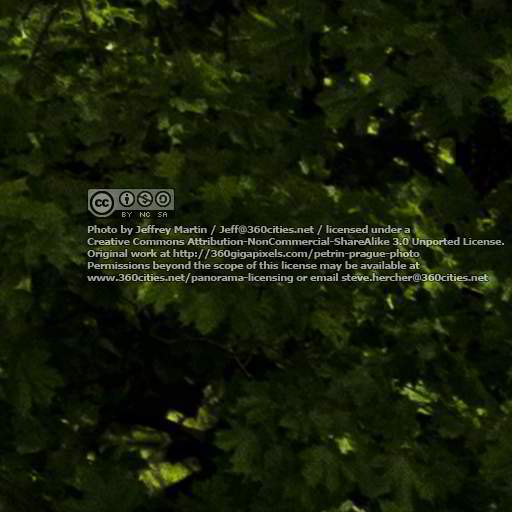 cc
BY NC SA
Photo by Jeffrey Martin / Jeff@360cities.net / licensed under a
Creative Commons Attribution-NonCommercial-ShareAlike 3.0 Unported License.
Original work at http://360gigapixels.com/petrin-prague-photo
Permissions beyond the scope of this license may be available at
www.360cities.net/panorama-licensing or email steve.hercher@360cities.net